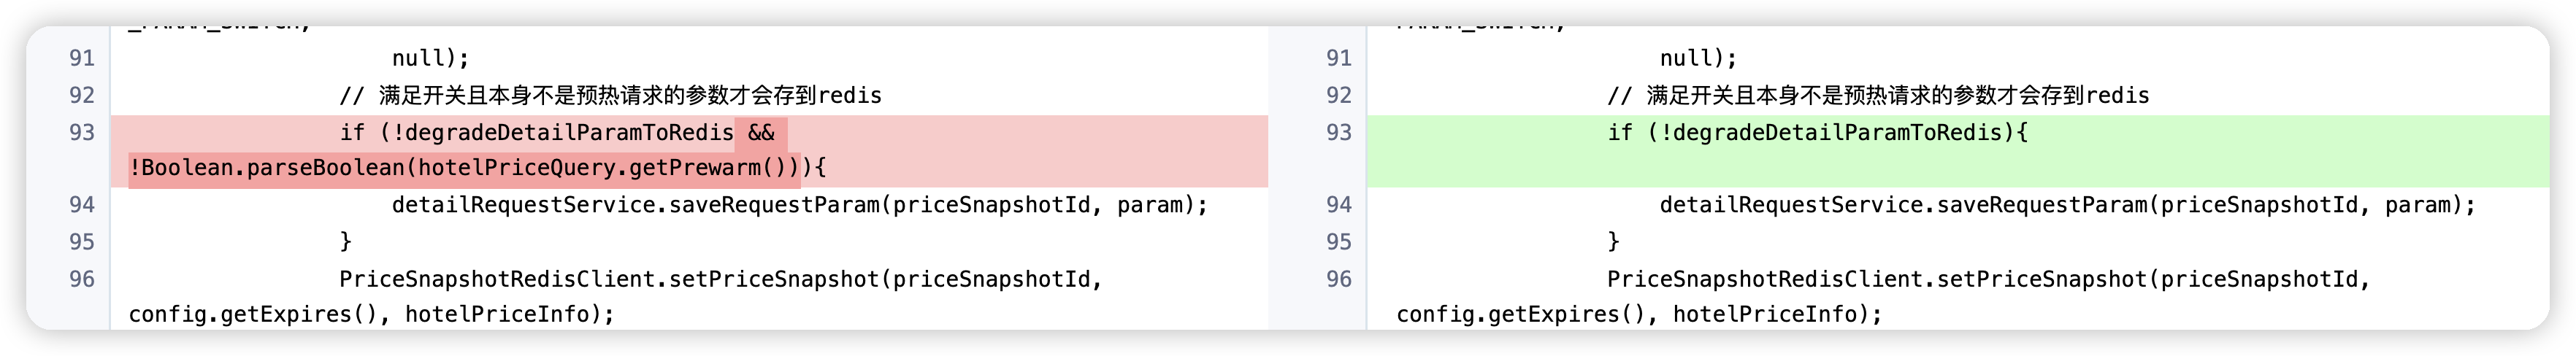 91 null);
92 // 满足开关且本身不是预热请求的参数才会存到redis
93 if (!degradeDetailParamToRedis &&
!Boolean.parseBoolean(hotelPriceQuery.getPrewarm())){
94 detailRequestService.saveRequestParam(priceSnapshotId, param);
95 }
96 PriceSnapshotRedisClient.setPriceSnapshot(priceSnapshotId,
config.getExpires(), hotelPriceInfo);
91 null);
92 // 满足开关且本身不是预热请求的参数才会存到redis
93 if (!degradeDetailParamToRedis){
94 detailRequestService.saveRequestParam(priceSnapshotId, param);
95 }
96 PriceSnapshotRedisClient.setPriceSnapshot(priceSnapshotId,
config.getExpires(), hotelPriceInfo);